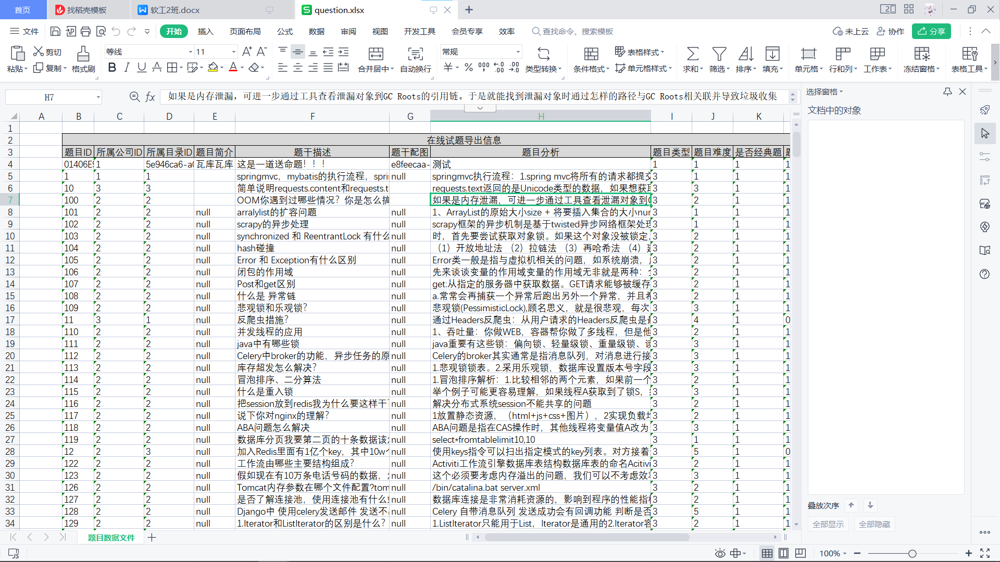 首页 找稻壳模板 软工2班.docx question.xlsx
文件 开始 插入 页面布局 公式 数据 审阅 视图 开发工具 会员专享 效率 查找命令、搜索模板 未上云 协作 分享
粘贴 剪切 复制 格式刷 等线 11 合并居中 自动换行 常规 类型转换 条件格式 表格样式 单元格样式 求和 筛选 排序 填充 单元格 行和列 工作表 冻结窗格 表格工具
H7 fx 如果是内存泄漏，可进一步通过工具查看泄漏对象到GC Roots的引用链。于是就能找到泄漏对象时通过怎样的路径与GC Roots相关联并导致垃圾收集
选择窗格
文档中的对象
A B C D E F G H I J K
1
2 在线试题导出信息
3 题目ID 所属公司ID 所属目录ID 题目简介 题干描述 题干配图 题目分析 题目类型 题目难度 是否经典题
4 01406E 1 5e946ca6-a 瓦库瓦库 这是一道送命题！！！ e8feecaa- 测试 1 1 1 1
5 1 1 1 springmvc，mybatis的执行流程，spri null springmvc执行流程：1.spring mvc将所有的请求都提交 3 1 1 1
6 10 3 3 简单说明requests.content和requests.t requests.text返回的是Unicode类型的数据，如果想获取 3 3 1 1
7 100 2 2 OOM你遇到过哪些情况？你是怎么搞 如果是内存泄漏，可进一步通过工具查看泄漏对象到 3 2 1 1
8 101 2 2 null arralylist的扩容问题 null 1、ArrayList的原始大小size + 将要插入集合的大小nu 3 1 1 1
9 102 2 2 null scrapy的异步处理 null scrapy框架的异步机制是基于twisted异步网络框架处理 3 1 1 1
10 103 2 2 null synchronized 和 ReentrantLock 有什么 null 时，首先要尝试获取对象锁。如果这个对象没被锁定， 3 2 1 1
11 104 2 2 null hash碰撞 null （1）开放地址法 （2）拉链法 （3）再哈希法 （4）建 3 2 1 1
12 105 2 2 null Error 和 Exception有什么区别 null Error类一般是指与虚拟机相关的问题，如系统崩溃， 3 2 1 1
13 106 2 2 null 闭包的作用域 null 先来谈谈变量的作用域变量的作用域无非就是两种： 3 2 1 1
14 107 2 2 null Post和get区别 null get:从指定的服务器中获取数据。GET请求能够被缓存 3 2 1 1
15 108 2 2 null 什么是 异常链 null a.常常会再捕获一个异常后跑出另外一个异常，并且希 3 2 1 1
16 109 2 2 null 悲观锁和乐观锁？ null 悲观锁(PessimisticLock),顾名思义，就是很悲观，每次 3 3 1 1
17 11 3 1 null 反爬虫措施？ null 通过Headers反爬虫：从用户请求的Headers反爬虫是最 3 4 1 0
18 110 2 2 null 并发线程的应用 null 1、吞吐量：你做WEB，容器帮你做了多线程，但是他 3 2 1 1
19 111 2 2 null java中有哪些锁 null java重要有这些锁：偏向锁、轻量级锁、重量级锁、 3 3 1 1
20 112 2 2 null Celery中broker的功能，异步任务的原 null Celery的broker其实通常是指消息队列，对消息进行接 3 3 1 1
21 113 2 2 null 库存超发怎么解决？ null 1.悲观锁锁表。2.采用乐观锁，数据库设置版本号字段 3 3 1 1
22 114 2 2 null 冒泡排序、二分算法 null 1.冒泡排序解析：1.比较相邻的两个元素，如果前一个 3 2 1 1
23 115 2 2 null 什么是重入锁 null 举个例子可能更容易理解，如果线程A获取到了锁S， 3 3 1 1
24 116 2 2 null 把session放到redis我为什么要这样干 null 解决分布式系统session不能共享的问题 3 2 1 1
25 117 2 2 null 说下你对nginx的理解？ null 1放置静态资源，（html+js+css+图片），2实现负载均 3 2 1 1
26 118 2 2 null ABA问题怎么解决 null ABA问题是指在CAS操作时，其他线程将变量值A改为 3 3 1 1
27 119 2 2 null 数据库分页我要第二页的十条数据该怎 null select*fromtablelimit10,10 3 1 1 1
28 12 2 3 null 加入Redis里面有1亿个key，其中10w个 null 使用keys指令可以扫出指定模式的key列表。对方接着 3 5 1 0
29 122 2 2 null 工作流由哪些主要结构组成？ null Activiti工作流引擎数据库表结构数据库表的命名Acitivi 3 2 1 1
30 123 2 2 null 假如现在有10万条电话号码的数据， null 这个必须要考虑内存溢出的问题，我们可以不考虑效率 3 3 1 1
31 126 2 2 null Tomcat内存参数在哪个文件配置?tom null /bin/catalina.bat server.xml 3 2 1 1
32 127 2 2 null 是否了解连接池，使用连接池有什么好 null 数据库连接是非常消耗资源的，影响到程序的性能指标 3 2 1 1
33 128 2 2 null Django中 使用celery发送邮件 发送不 null Celery 自带消息队列 发送成功会有回调功能 判断是否 3 5 1 1
34 129 2 2 null 1.Iterator和ListIterator的区别是什么？ null 1.ListIterator只能用于List，Iterator是通用的2.Iterator容 3 2 1 1
叠放次序
全部显示 全部隐藏
题目数据文件
100%